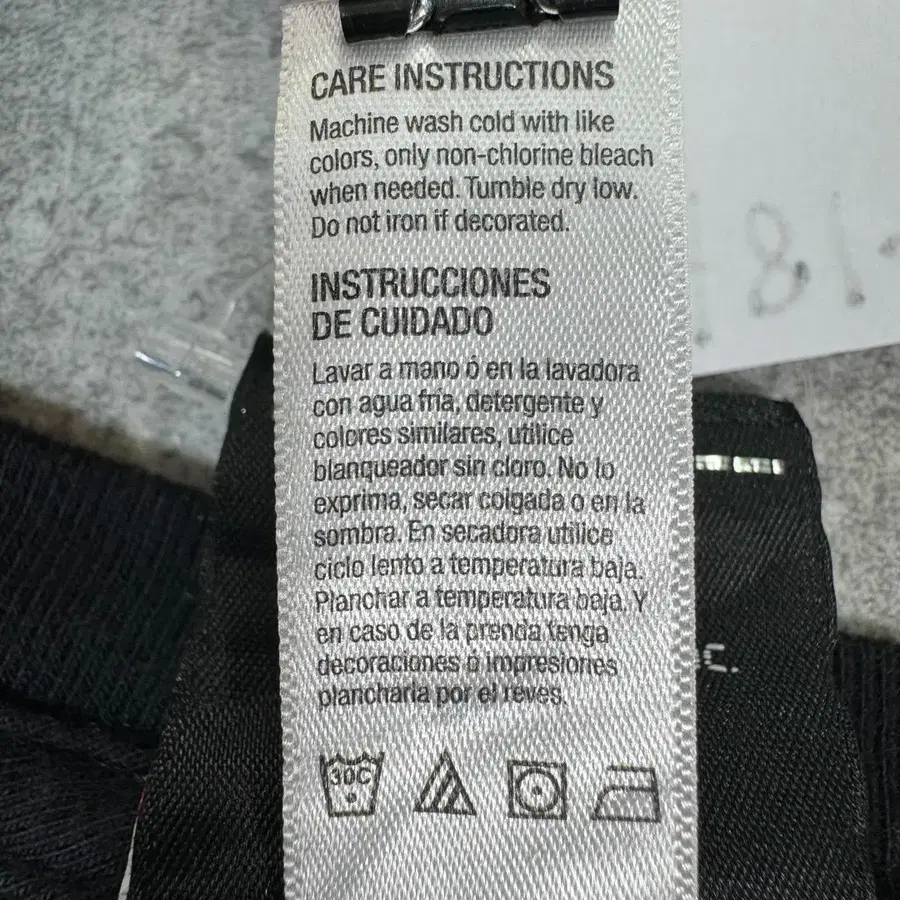 CARE INSTRUCTIONS
Machine wash cold with like
colors, only non-chlorine bleach
when needed. Tumble dry low.
Do not iron if decorated.
INSTRUCCIONES
DE CUIDADO
Lavar a mano ó en la lavadora
con agua fría, detergente y
colores similares, utilice
blanqueador sin cloro. No lo
exprima, secar colgada o en la
sombra. En secadora utilice
ciclo lento a temperatura baja.
Planchar a temperatura baja. Y
en caso de la prenda tenga
decoraciones ó impresiones
plancharla por el reves.
30C